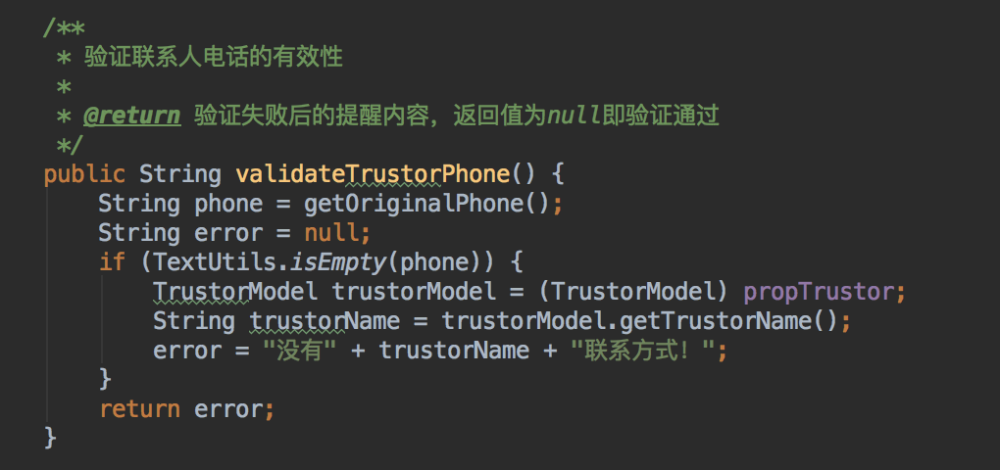 /**
 * 验证联系人电话的有效性
 *
 * @return 验证失败后的提醒内容，返回值为null即验证通过
 */
public String validateTrustorPhone() {
    String phone = getOriginalPhone();
    String error = null;
    if (TextUtils.isEmpty(phone)) {
        TrustorModel trustorModel = (TrustorModel) propTrustor;
        String trustorName = trustorModel.getTrustorName();
        error = "没有" + trustorName + "联系方式！";
    }
    return error;
}